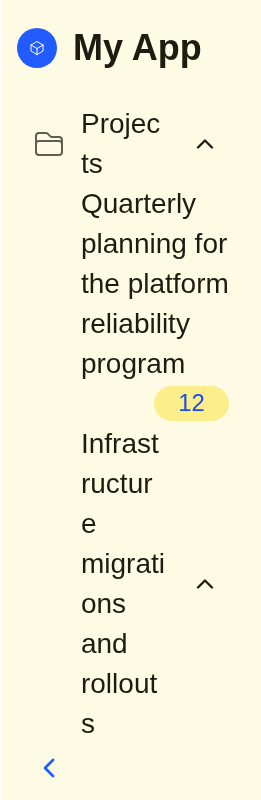 My App
Projec
ts
Quarterly
planning for
the platform
reliability
program
12
Infrast
ructur
e
migrati
ons
and
rollout
s